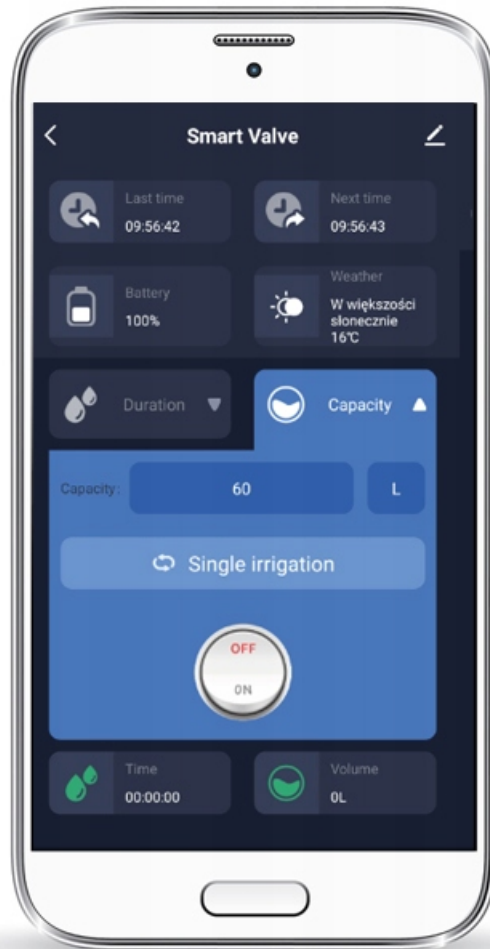 Smart Valve
Last time
09:56:42
Next time
09:56:43
Battery
100%
Weather
W większości
słonecznie
16℃
Duration
Capacity
Capacity:
60
L
Single irrigation
OFF
ON
Time
00:00:00
Volume
0L